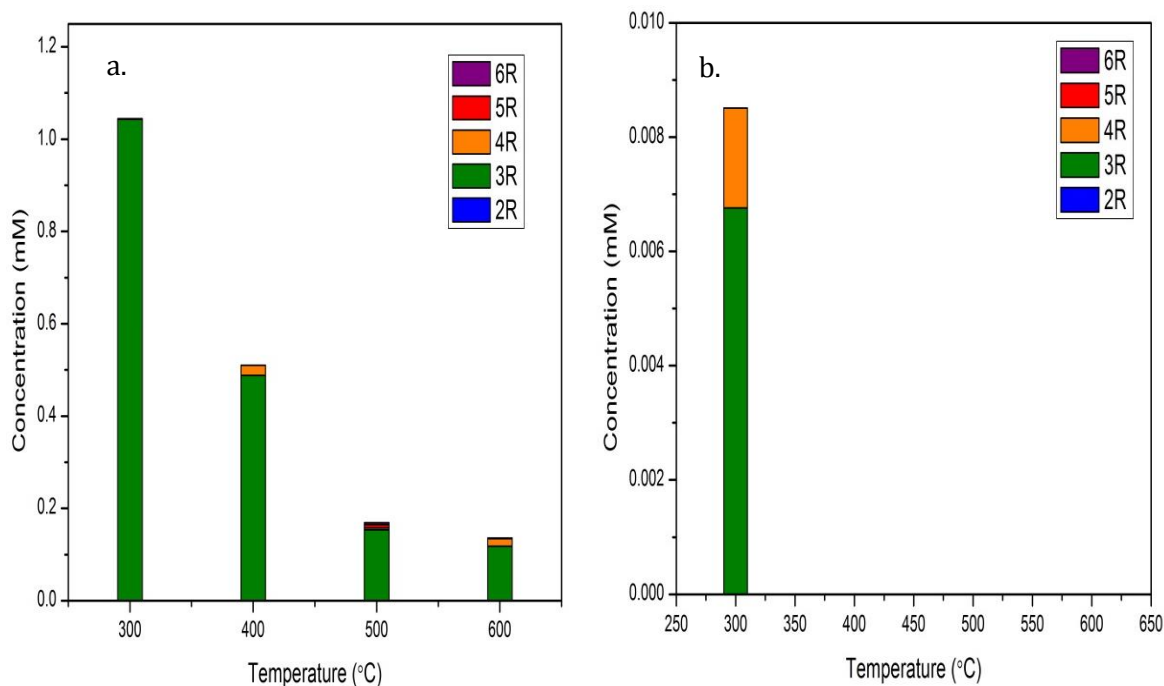 a.
Concentration (mM)
1.2
1.0
0.8
0.6
0.4
0.2
0.0
6R
5R
4R
3R
2R
300 400 500 600
Temperature (°C)
b.
Concentration (mM)
0.010
0.008
0.006
0.004
0.002
0.000
6R
5R
4R
3R
2R
250 300 350 400 450 500 550 600 650
Temperature (°C)